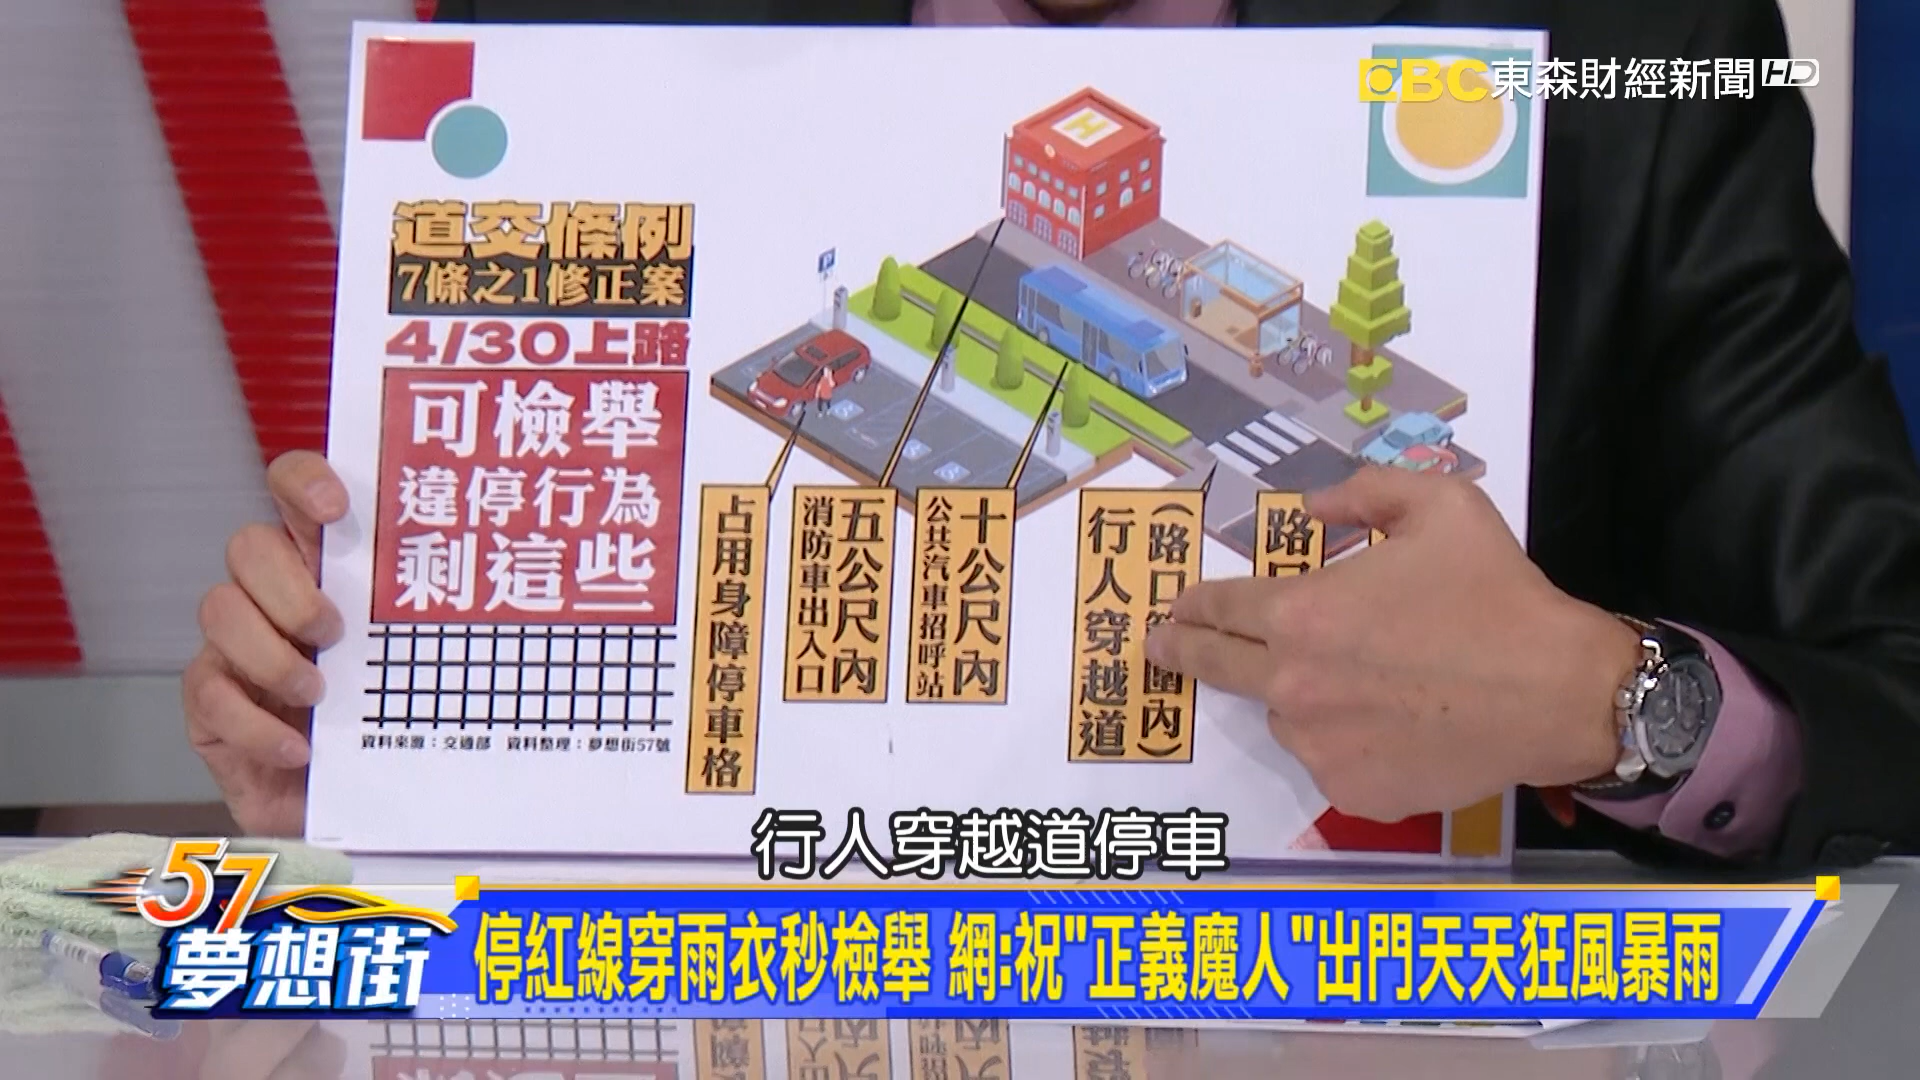 EBC東森財經新聞HD
道交條例
7條之1修正案
4/30上路
可檢舉
違停行為
剩這些
資料來源：交通部 資料整理：夢想街57號
P
H
占用身障停車格
五公尺內
消防車出入口
十公尺內
公共汽車招呼站
（路口範圍內）
行人穿越道
路口
行人穿越道停車
57
夢想街
停紅線穿雨衣秒檢舉 網:祝"正義魔人"出門天天狂風暴雨